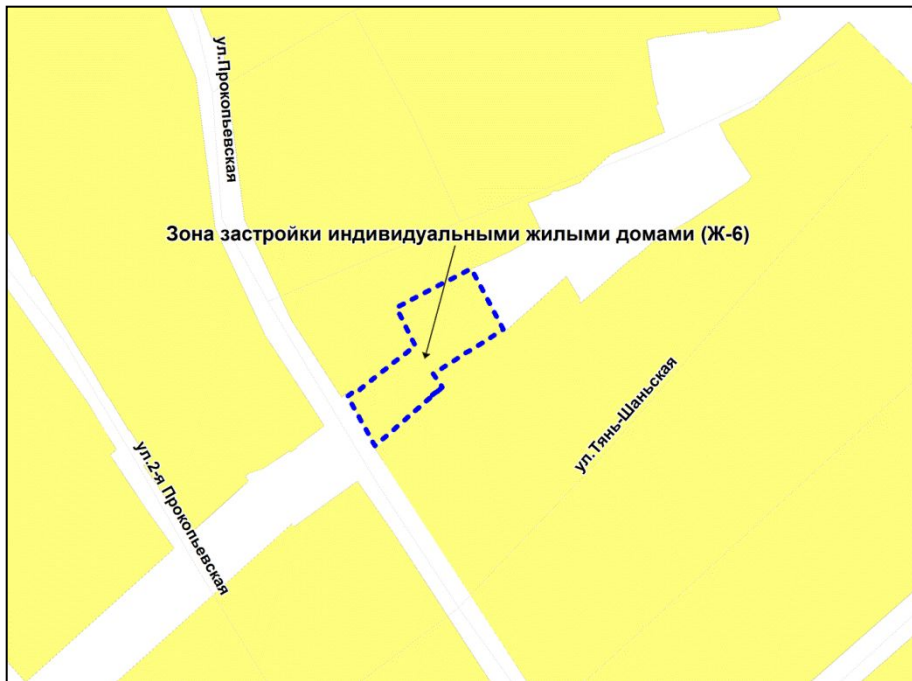 ул.Прокопьевская
Зона застройки индивидуальными жилыми домами (Ж-6)
ул.Тянь-Шаньская
ул.2-я Прокопьевская